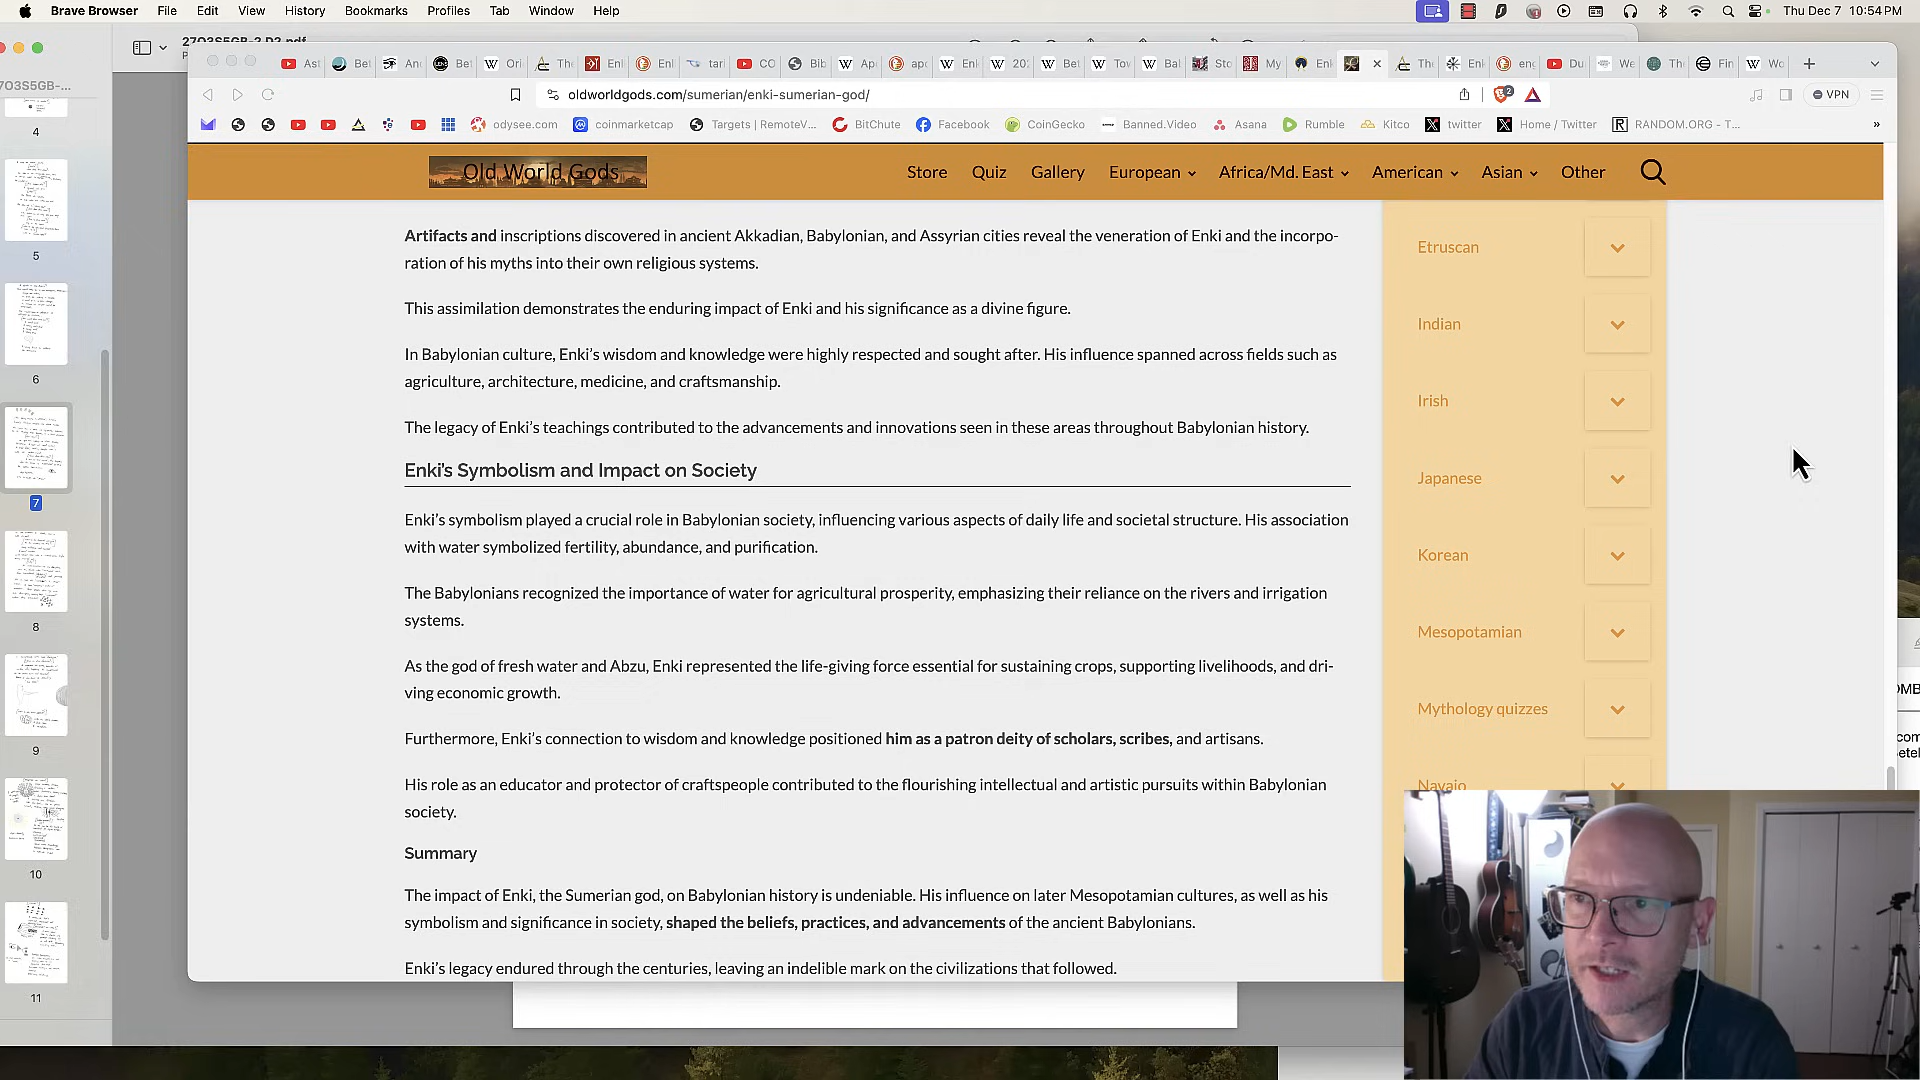 Brave Browser File Edit View History Bookmarks Profiles Tab Window Help Thu Dec 7 10:54 PM
27O3S5GB-2 D2.pdf
7O3S5GB-...
oldworldgods.com/sumerian/enki-sumerian-god/
2
VPN
odysee.com coinmarketcap Targets | RemoteV... BitChute Facebook CoinGecko Banned.Video Asana Rumble Kitco twitter Home / Twitter RANDOM.ORG - T... »
Old World Gods
Store Quiz Gallery European Africa/Md. East American Asian Other
Artifacts and inscriptions discovered in ancient Akkadian, Babylonian, and Assyrian cities reveal the veneration of Enki and the incorpo-
ration of his myths into their own religious systems.
This assimilation demonstrates the enduring impact of Enki and his significance as a divine figure.
In Babylonian culture, Enki’s wisdom and knowledge were highly respected and sought after. His influence spanned across fields such as
agriculture, architecture, medicine, and craftsmanship.
The legacy of Enki’s teachings contributed to the advancements and innovations seen in these areas throughout Babylonian history.
Enki’s Symbolism and Impact on Society
Enki’s symbolism played a crucial role in Babylonian society, influencing various aspects of daily life and societal structure. His association
with water symbolized fertility, abundance, and purification.
The Babylonians recognized the importance of water for agricultural prosperity, emphasizing their reliance on the rivers and irrigation
systems.
As the god of fresh water and Abzu, Enki represented the life-giving force essential for sustaining crops, supporting livelihoods, and dri-
ving economic growth.
Furthermore, Enki’s connection to wisdom and knowledge positioned him as a patron deity of scholars, scribes, and artisans.
His role as an educator and protector of craftspeople contributed to the flourishing intellectual and artistic pursuits within Babylonian
society.
Summary
The impact of Enki, the Sumerian god, on Babylonian history is undeniable. His influence on later Mesopotamian cultures, as well as his
symbolism and significance in society, shaped the beliefs, practices, and advancements of the ancient Babylonians.
Enki’s legacy endured through the centuries, leaving an indelible mark on the civilizations that followed.
Etruscan
Indian
Irish
Japanese
Korean
Mesopotamian
Mythology quizzes
Navajo
4
5
6
7
8
9
10
11